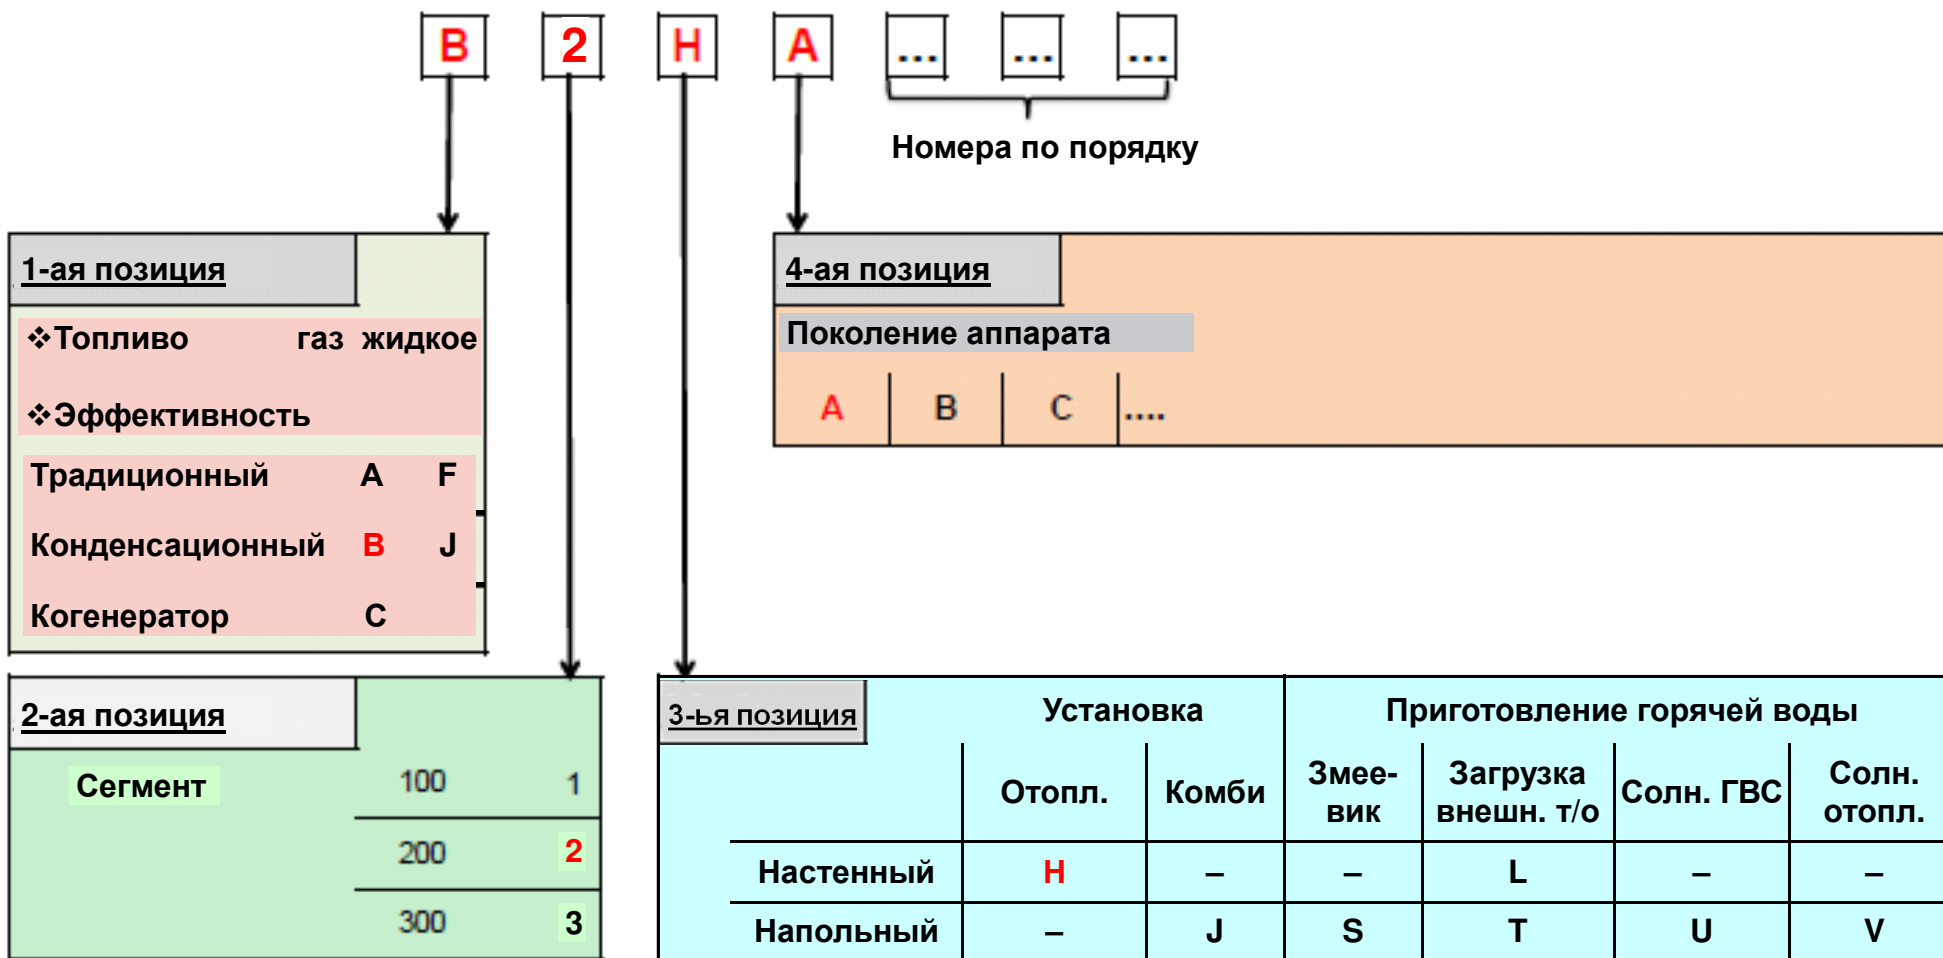 B 2 H A ... ... ...
Номера по порядку
1-ая позиция
❖Топливо газ жидкое
❖Эффективность
Традиционный A F
Конденсационный B J
Когенератор C
4-ая позиция
Поколение аппарата
A B C ....
2-ая позиция
Сегмент
100 1
200 2
300 3
3-ья позиция
Установка Приготовление горячей воды
Отопл. Комби Змее-вик Загрузка внешн. т/о Солн. ГВС Солн. отопл.
Настенный H – – L – –
Напольный – J S T U V